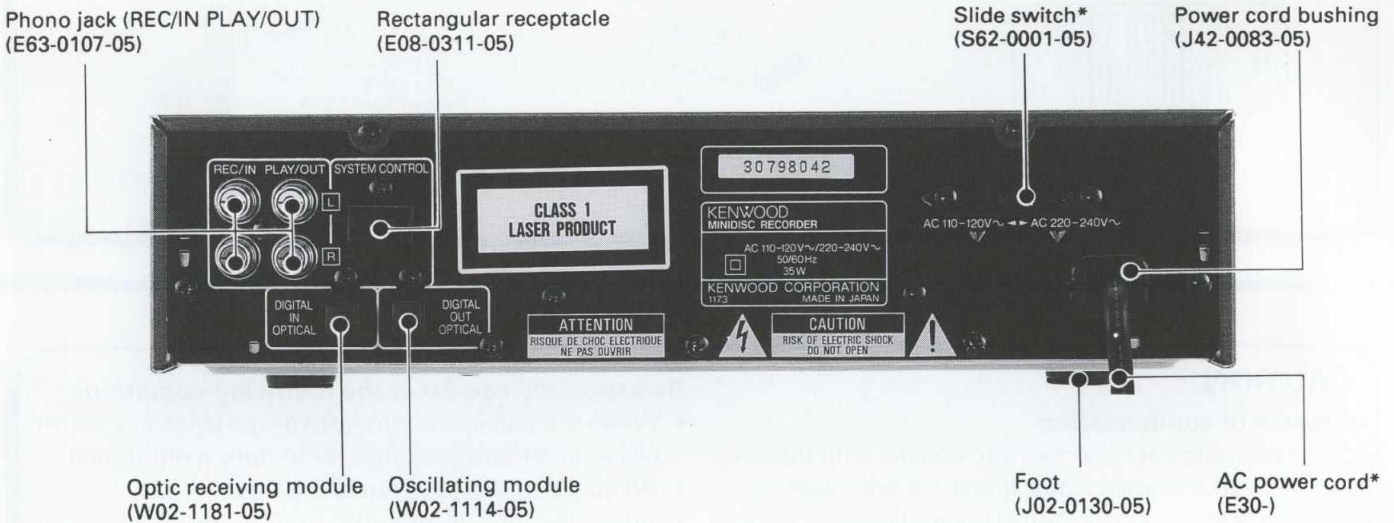 Phono jack (REC/IN PLAY/OUT)
(E63-0107-05)
Rectangular receptacle
(E08-0311-05)
Slide switch*
(S62-0001-05)
Power cord bushing
(J42-0083-05)
REC/IN PLAY/OUT
SYSTEM CONTROL
L
R
CLASS 1
LASER PRODUCT
30798042
KENWOOD
MINIDISC RECORDER
AC 110-120V~/220-240V~
50/60Hz
35W
KENWOOD CORPORATION
1173 MADE IN JAPAN
AC 110-120V~ ◄► AC 220-240V~
DIGITAL
IN
OPTICAL
DIGITAL
OUT
OPTICAL
ATTENTION
RISQUE DE CHOC ELECTRIQUE
NE PAS OUVRIR
CAUTION
RISK OF ELECTRIC SHOCK
DO NOT OPEN
Optic receiving module
(W02-1181-05)
Oscillating module
(W02-1114-05)
Foot
(J02-0130-05)
AC power cord*
(E30-)